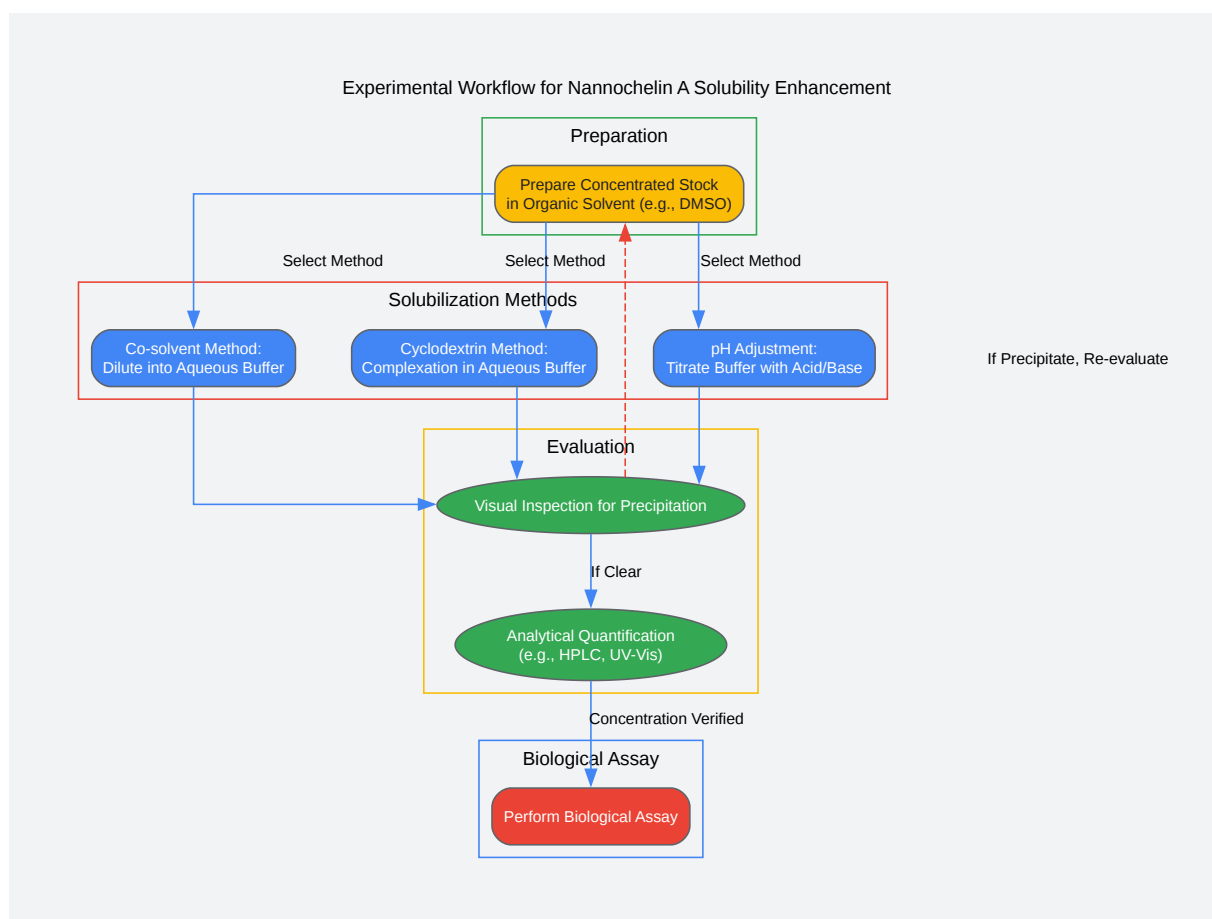 Experimental Workflow for Nannochelin A Solubility Enhancement
Preparation
Prepare Concentrated Stock
in Organic Solvent (e.g., DMSO)
Select Method
Select Method
Select Method
Solubilization Methods
Co-solvent Method:
Dilute into Aqueous Buffer
Cyclodextrin Method:
Complexation in Aqueous Buffer
pH Adjustment:
Titrate Buffer with Acid/Base
If Precipitate, Re-evaluate
Evaluation
Visual Inspection for Precipitation
If Clear
Analytical Quantification
(e.g., HPLC, UV-Vis)
Concentration Verified
Biological Assay
Perform Biological Assay